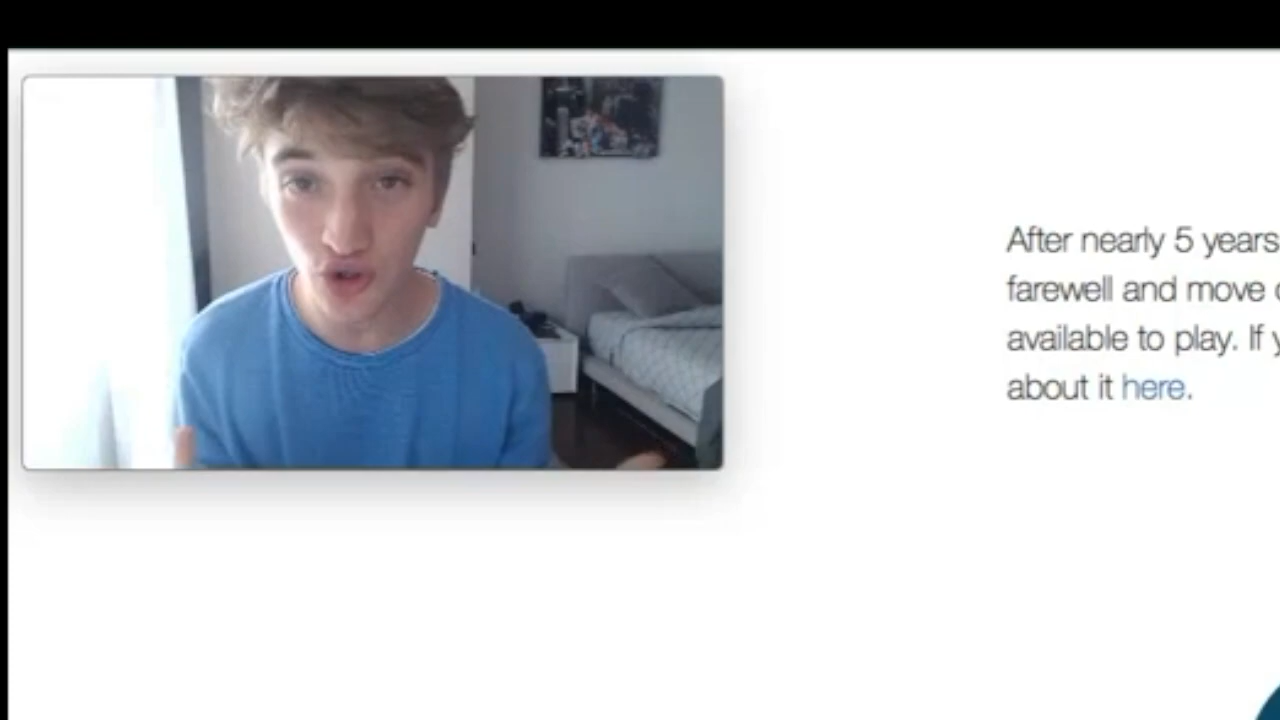 After nearly 5 years
farewell and move
available to play. If
about it here.